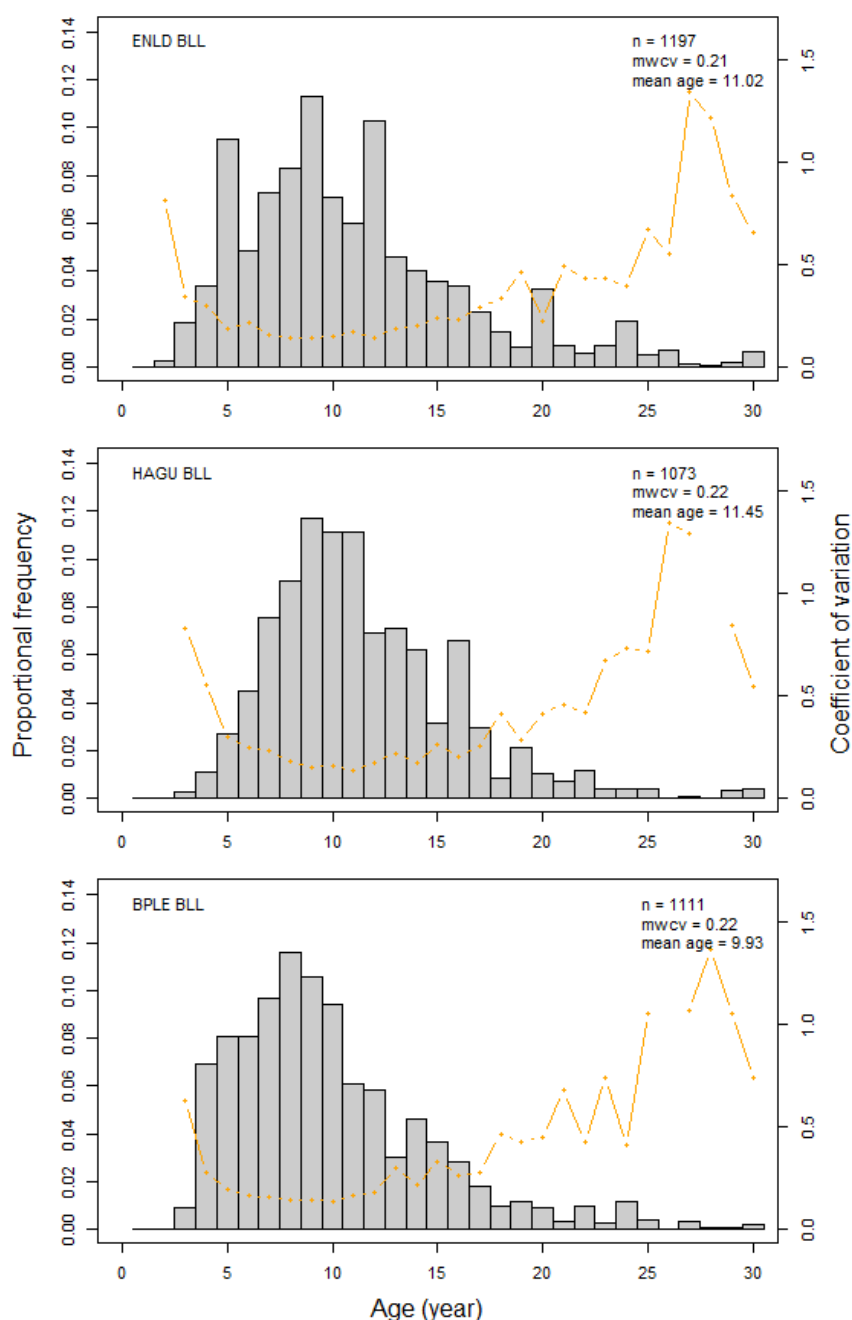 ENLD BLL
n = 1197
mwcv = 0.21
mean age = 11.02
0.00 0.02 0.04 0.06 0.08 0.10 0.12 0.14
0.0 0.5 1.0 1.5
0 5 10 15 20 25 30
HAGU BLL
n = 1073
mwcv = 0.22
mean age = 11.45
0.00 0.02 0.04 0.06 0.08 0.10 0.12 0.14
0.0 0.5 1.0 1.5
0 5 10 15 20 25 30
Proportional frequency
Coefficient of variation
BPLE BLL
n = 1111
mwcv = 0.22
mean age = 9.93
0.00 0.02 0.04 0.06 0.08 0.10 0.12 0.14
0.0 0.5 1.0 1.5
0 5 10 15 20 25 30
Age (year)